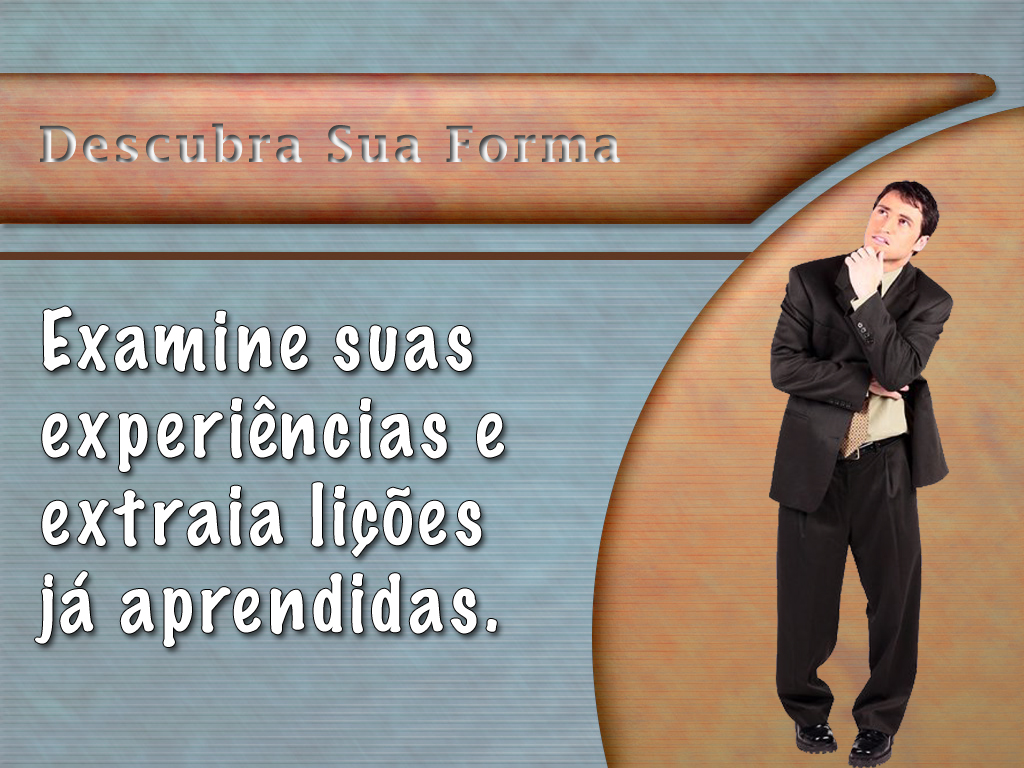 Descubra Sua Forma
Examine suas
experiências e
extraia lições
já aprendidas.